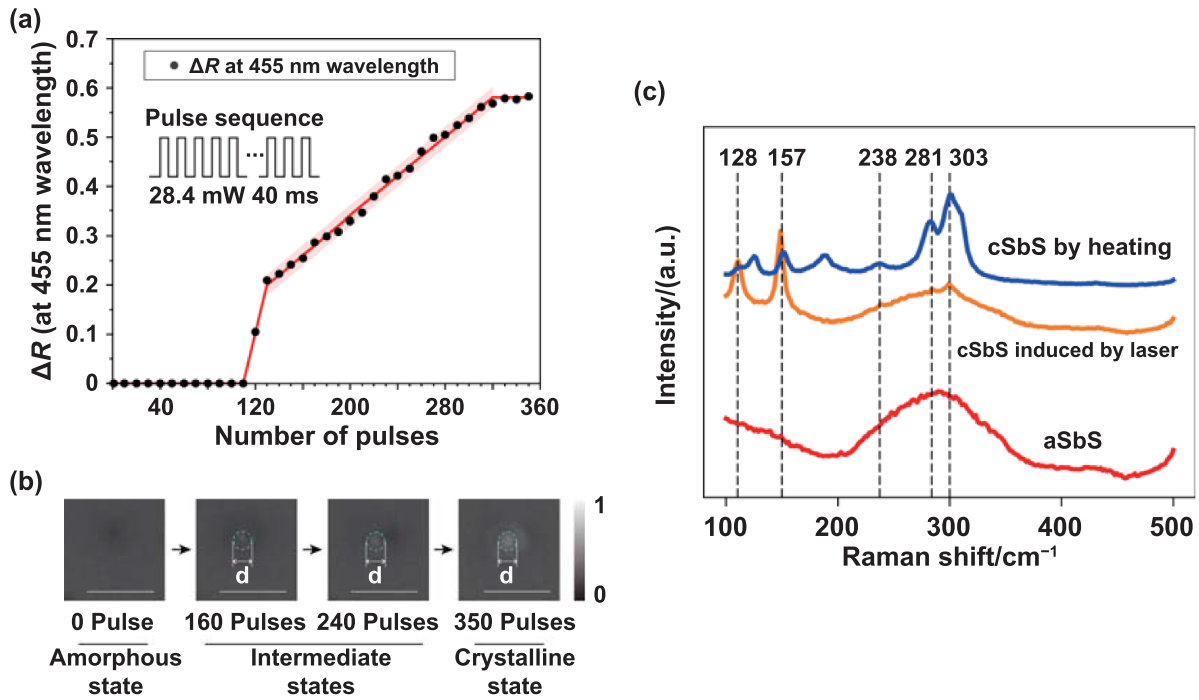 (a)
0.7
0.6
0.5
0.4
0.3
0.2
0.1
0
ΔR (at 455 nm wavelength)
ΔR at 455 nm wavelength
Pulse sequence
...
28.4 mW 40 ms
40 120 200 280 360
Number of pulses
(b)
d d d
1
0
0 Pulse 160 Pulses 240 Pulses 350 Pulses
Amorphous state
Intermediate states
Crystalline state
(c)
128 157 238 281 303
cSbS by heating
cSbS induced by laser
aSbS
Intensity/(a.u.)
100 200 300 400 500
Raman shift/cm⁻¹